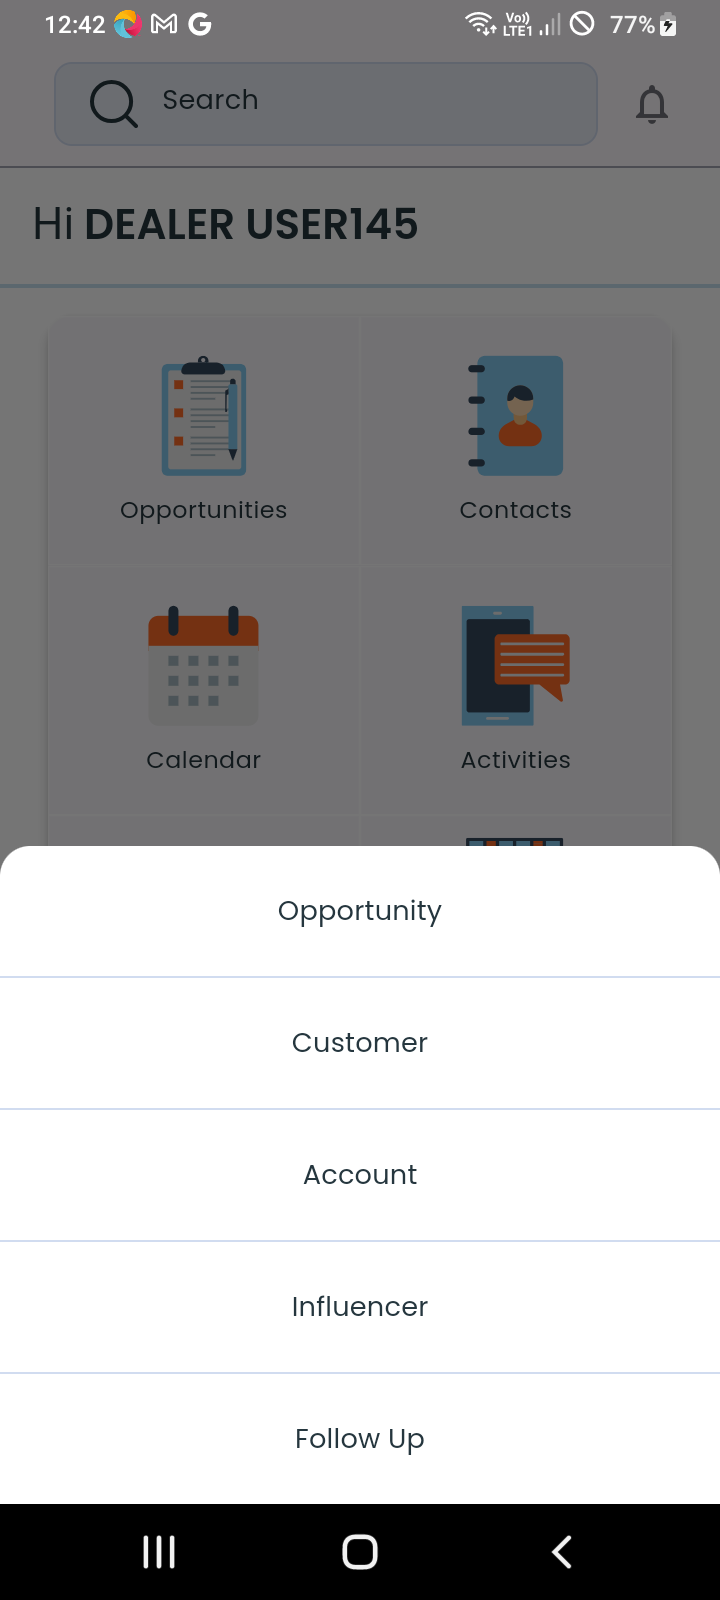 12:42 Vo)) LTE1 77%
Search
Hi DEALER USER145
Opportunities Contacts
Calendar Activities
Opportunity
Customer
Account
Influencer
Follow Up